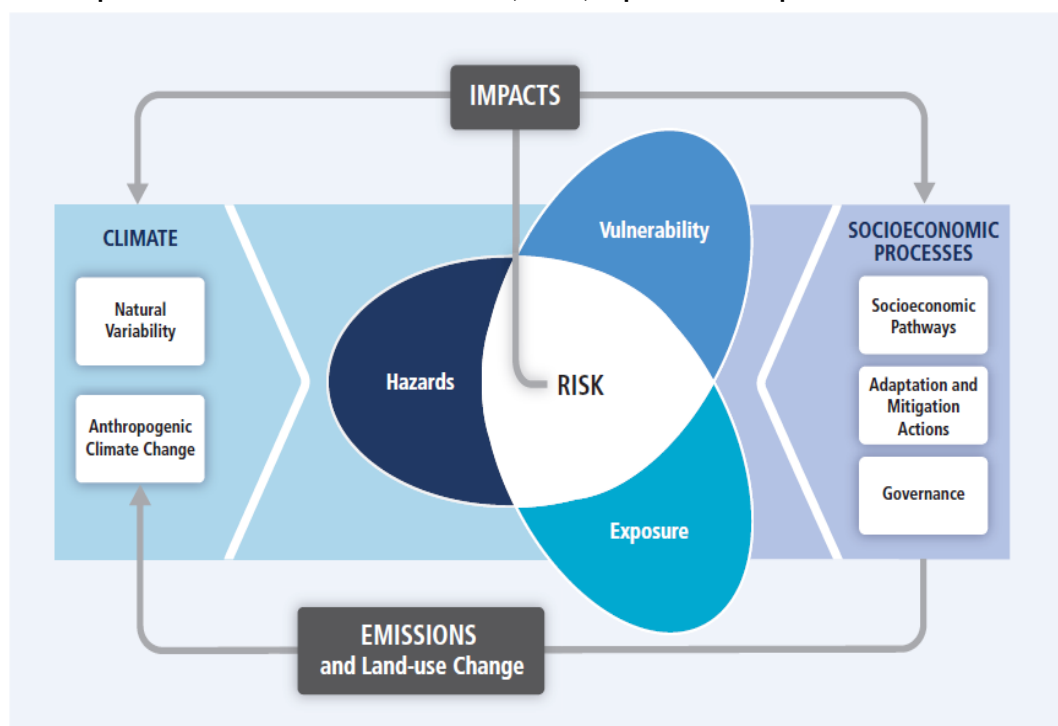 IMPACTS
CLIMATE
Natural
Variability
Anthropogenic
Climate Change
Vulnerability
Hazards
RISK
Exposure
SOCIOECONOMIC
PROCESSES
Socioeconomic
Pathways
Adaptation and
Mitigation
Actions
Governance
EMISSIONS
and Land-use Change